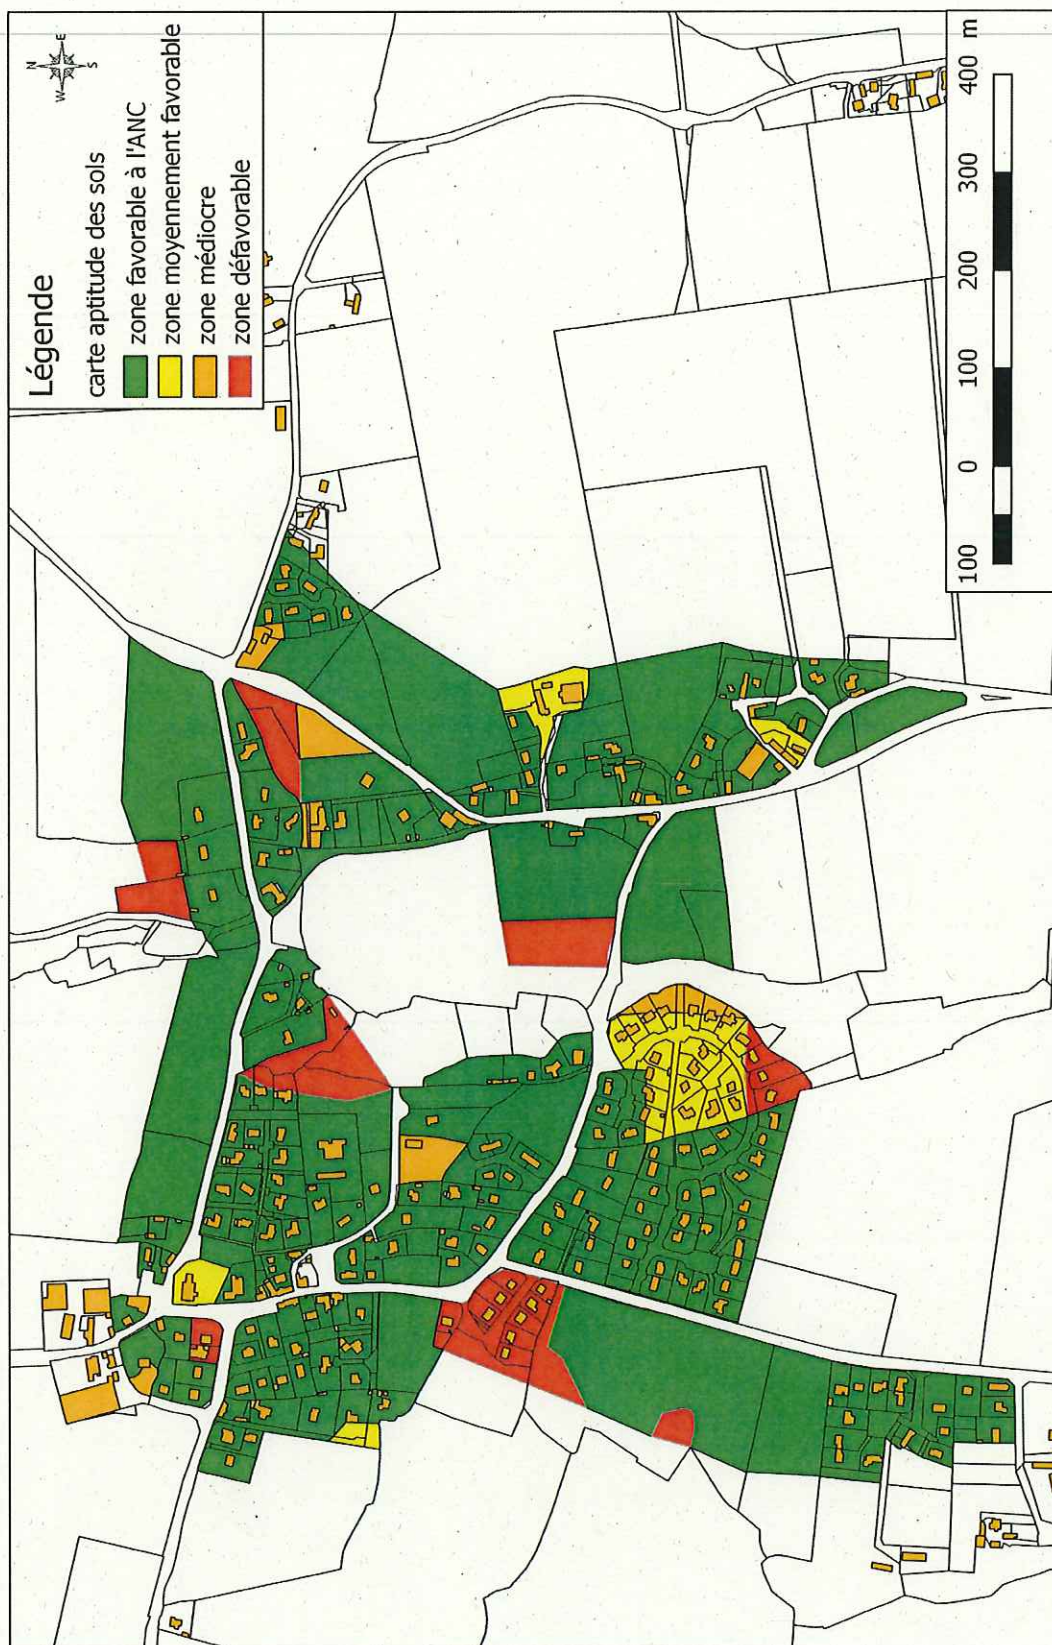 Légende
N
W E
S
carte aptitude des sols
zone favorable à l'ANC
zone moyennement favorable
zone médiocre
zone défavorable
100 0 100 200 300 400 m